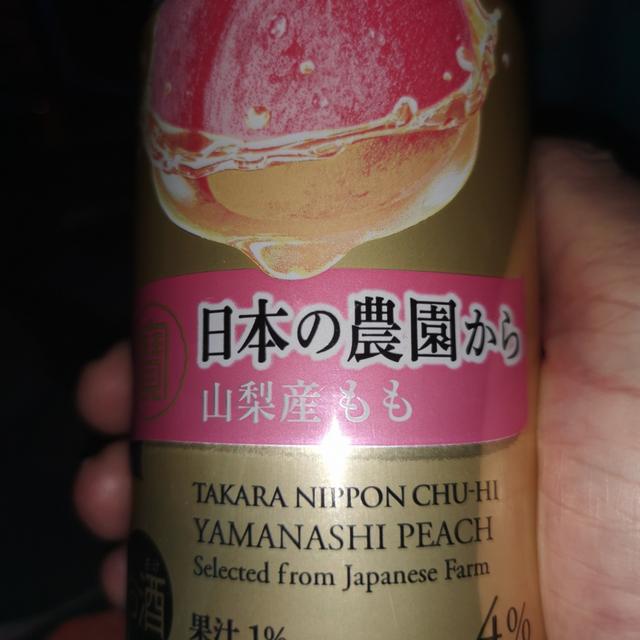 日本の農園から
山梨産 もも
TAKARA NIPPON CHU-HI
YAMANASHI PEACH
Selected from Japanese Farm
酒
果汁 1%
4%